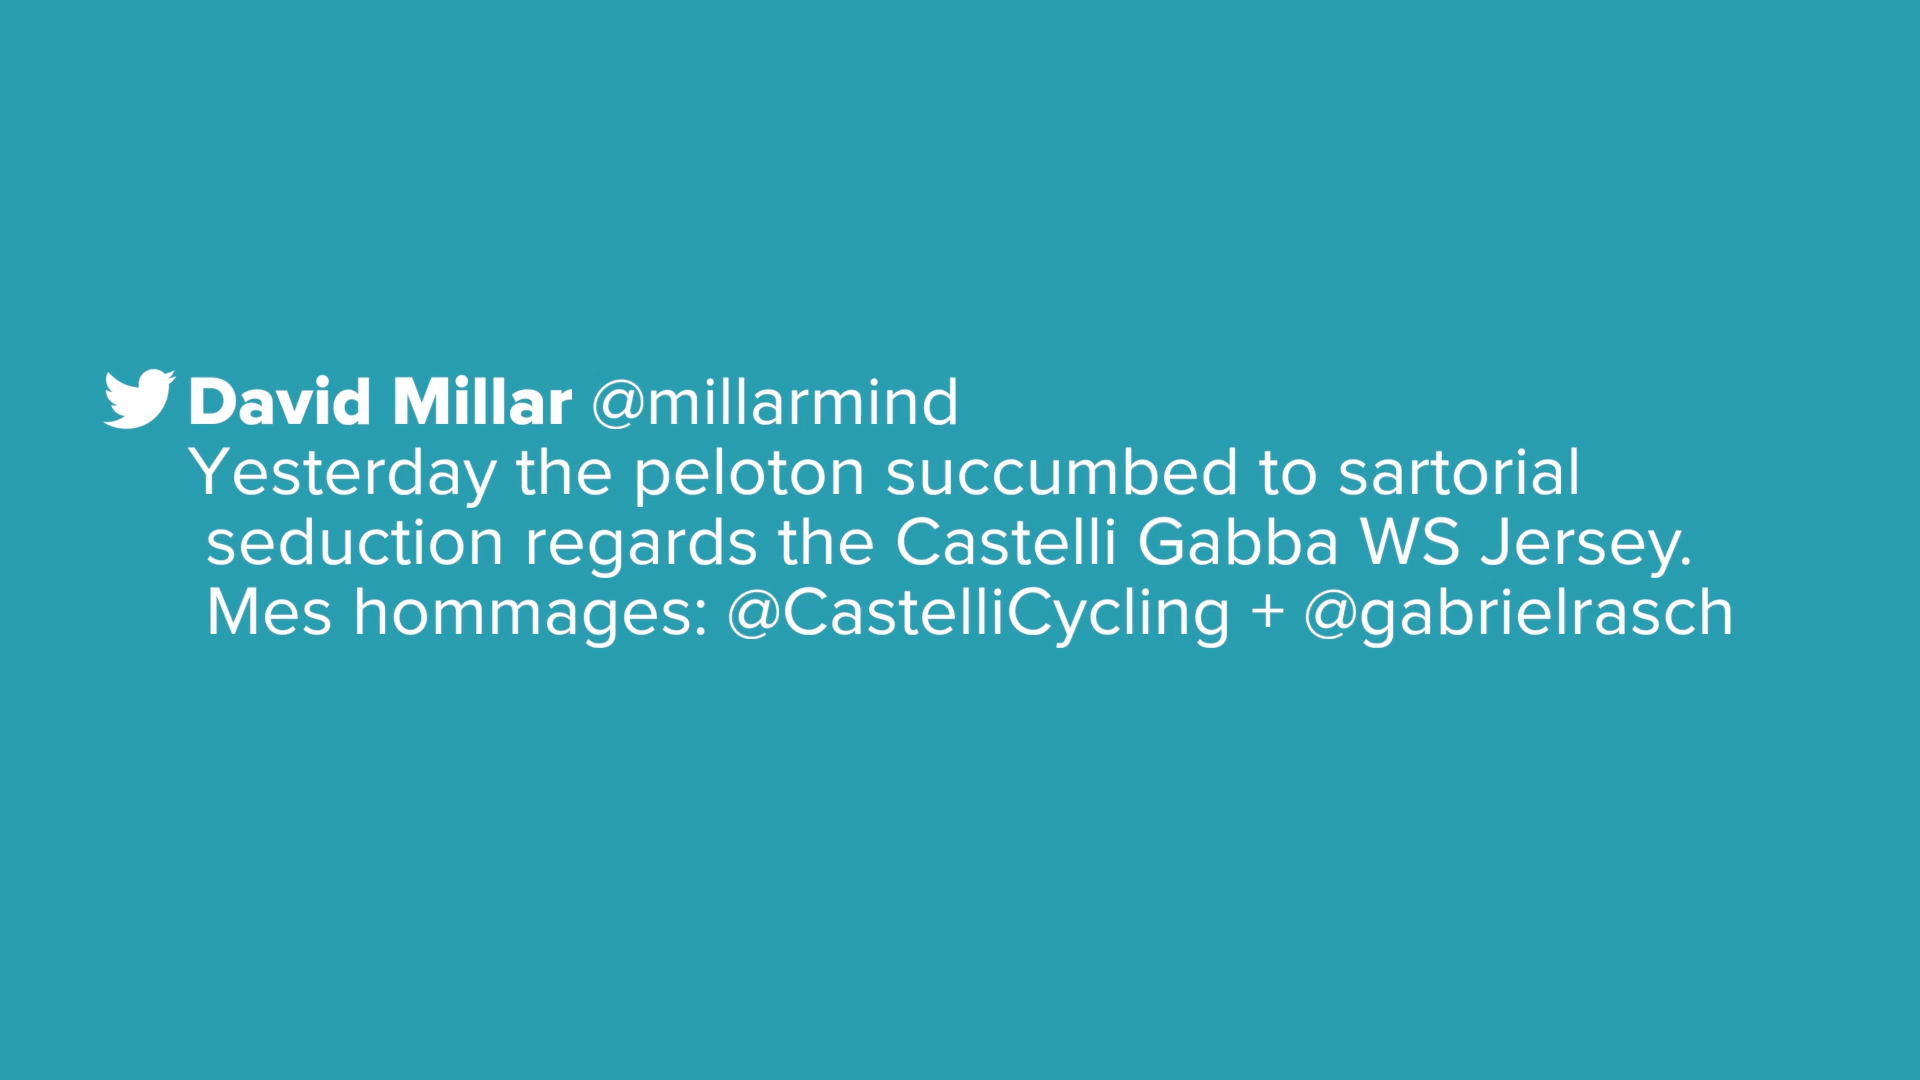 David Millar @millarmind
Yesterday the peloton succumbed to sartorial
seduction regards the Castelli Gabba WS Jersey.
Mes hommages: @CastelliCycling + @gabrielrasch